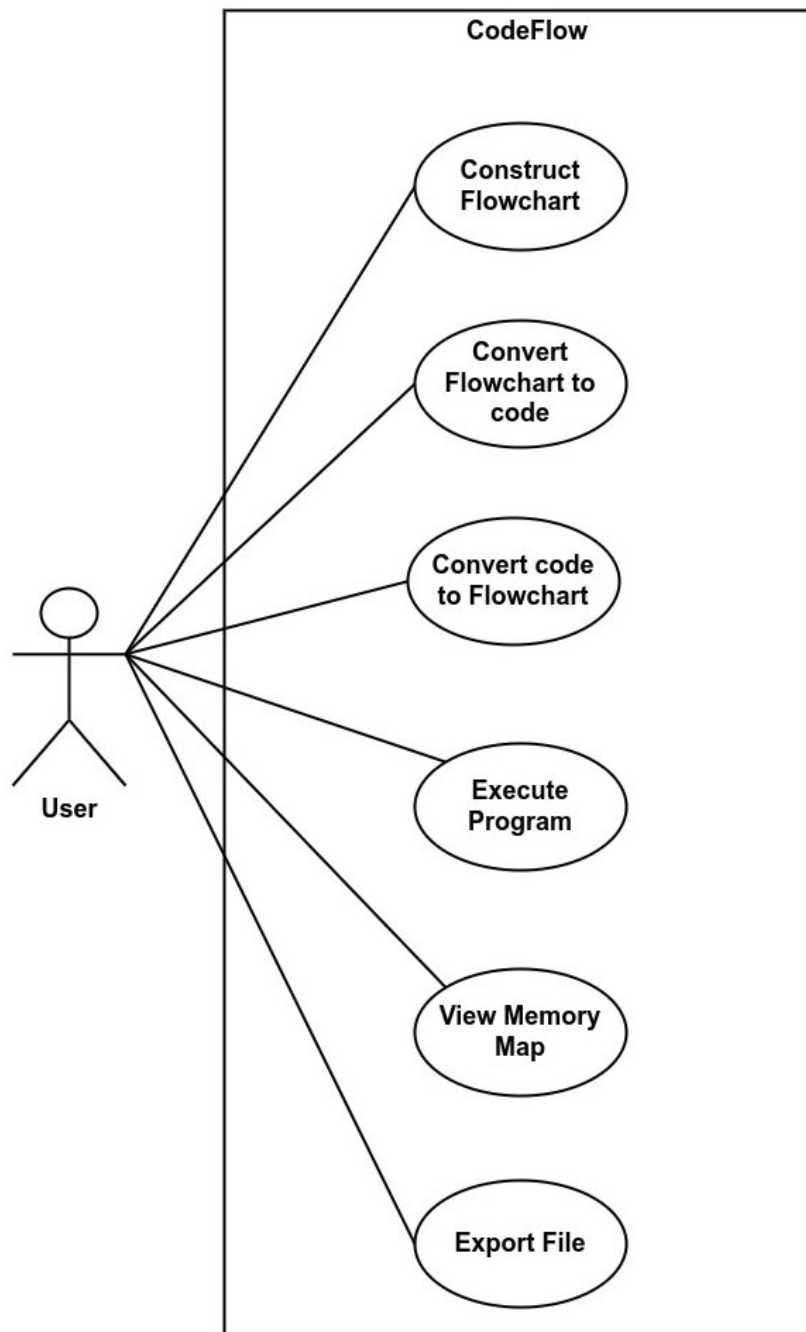 CodeFlow
Construct
Flowchart
Convert
Flowchart to
code
Convert code
to Flowchart
User
Execute
Program
View Memory
Map
Export File